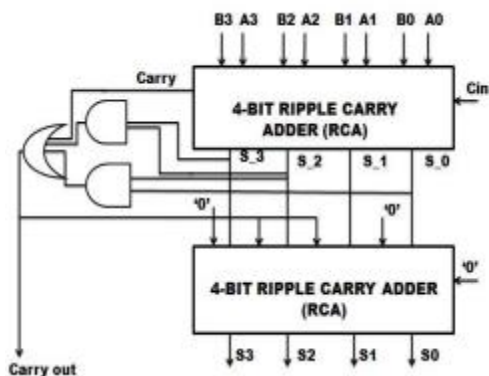 B3 A3 B2 A2 B1 A1 B0 A0
Carry
Cin
4-BIT RIPPLE CARRY
ADDER (RCA)
S_3 S_2 S_1 S_0
‘0’ ‘0’
4-BIT RIPPLE CARRY ADDER
(RCA)
‘0’
S3 S2 S1 S0
Carry out